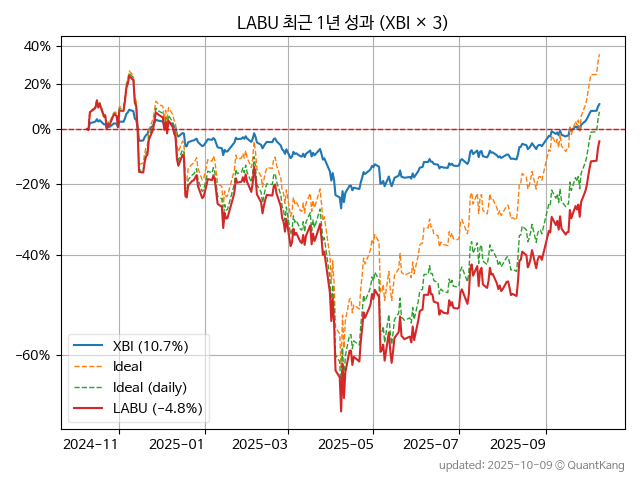 LABU 최근 1년 성과 (XBI × 3)
40%
20%
0%
−20%
−40%
−60%
XBI (10.7%)
Ideal
Ideal (daily)
LABU (−4.8%)
2024-11 2025-01 2025-03 2025-05 2025-07 2025-09
updated: 2025-10-09 © QuantKang